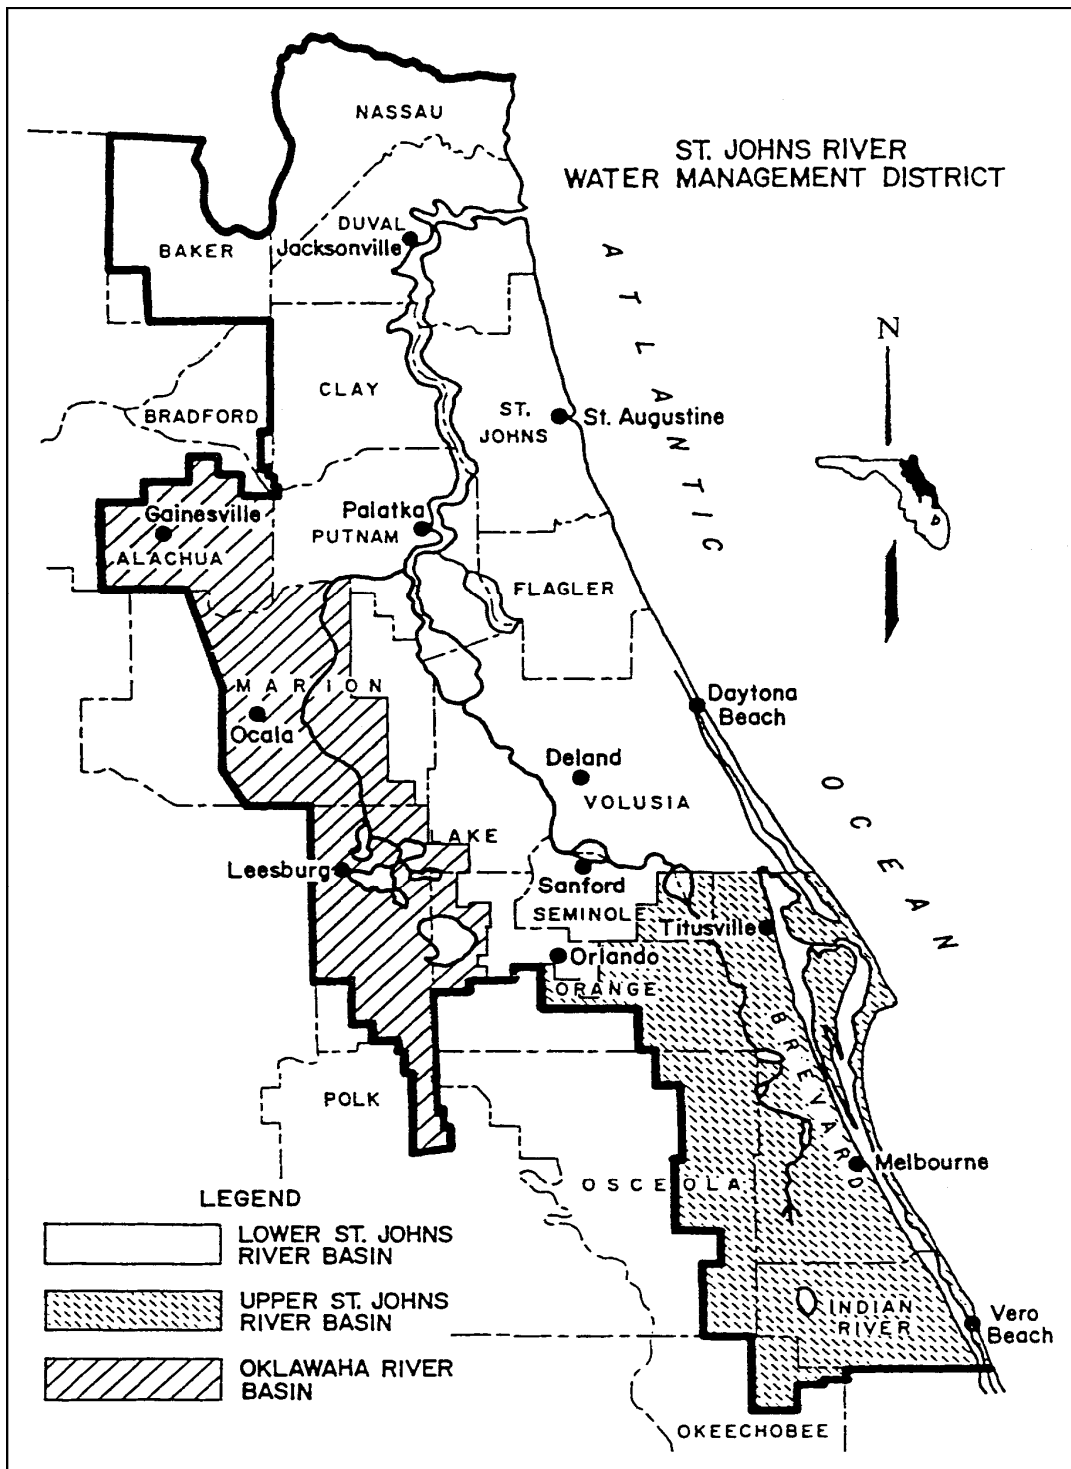 ST. JOHNS RIVER
WATER MANAGEMENT DISTRICT
NASSAU
DUVAL
Jacksonville
BAKER
ATLANTIC
N
CLAY
BRADFORD
ST.
JOHNS
St. Augustine
Gainesville
ALACHUA
Palatka
PUTNAM
FLAGLER
MARION
Ocala
Daytona
Beach
Deland
VOLUSIA
OCEAN
LAKE
Leesburg
Sanford
SEMINOLE
Titusville
Orlando
ORANGE
BREVARD
POLK
Melbourne
OSCEOLA
LEGEND
LOWER ST. JOHNS
RIVER BASIN
UPPER ST. JOHNS
RIVER BASIN
OKLAWAHA RIVER
BASIN
INDIAN
RIVER
Vero
Beach
OKEECHOBEE